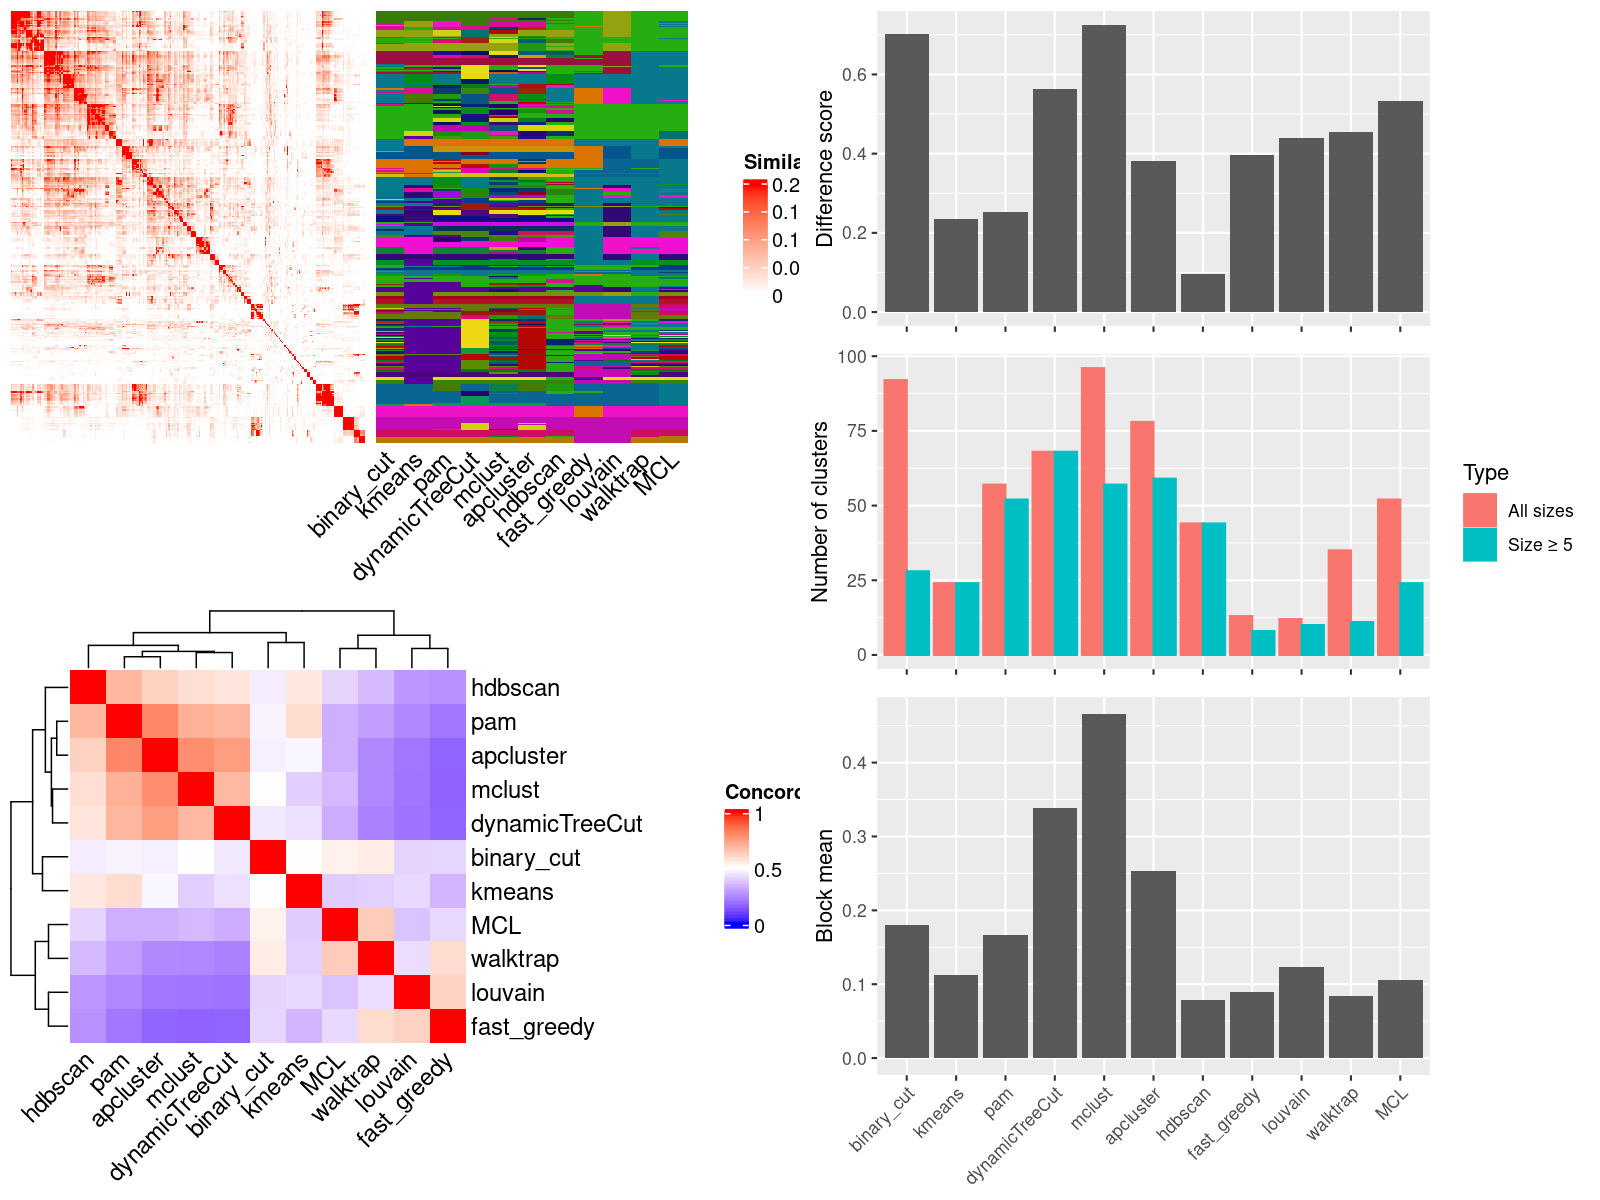 Simila
0.2
0.1
0.1
0.0
0
binary_cut
kmeans
pam
dynamicTreeCut
mclust
apcluster
hdbscan
fast_greedy
louvain
walktrap
MCL
hdbscan
pam
apcluster
mclust
dynamicTreeCut
binary_cut
kmeans
MCL
walktrap
louvain
fast_greedy
hdbscan
pam
apcluster
mclust
dynamicTreeCut
binary_cut
kmeans
MCL
walktrap
louvain
fast_greedy
Concord
1
0.5
0
Difference score
0.6
0.4
0.2
0.0
Number of clusters
100
75
50
25
0
Type
All sizes
Size ≥ 5
Block mean
0.4
0.3
0.2
0.1
0.0
binary_cut
kmeans
pam
dynamicTreeCut
mclust
apcluster
hdbscan
fast_greedy
louvain
walktrap
MCL